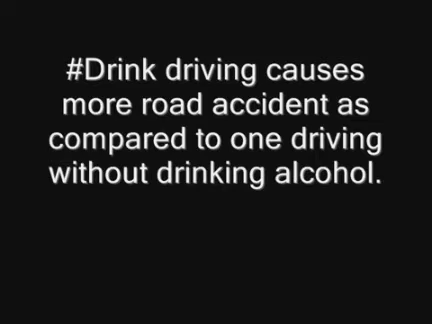 #Drink driving causes
more road accident as
compared to one driving
without drinking alcohol.